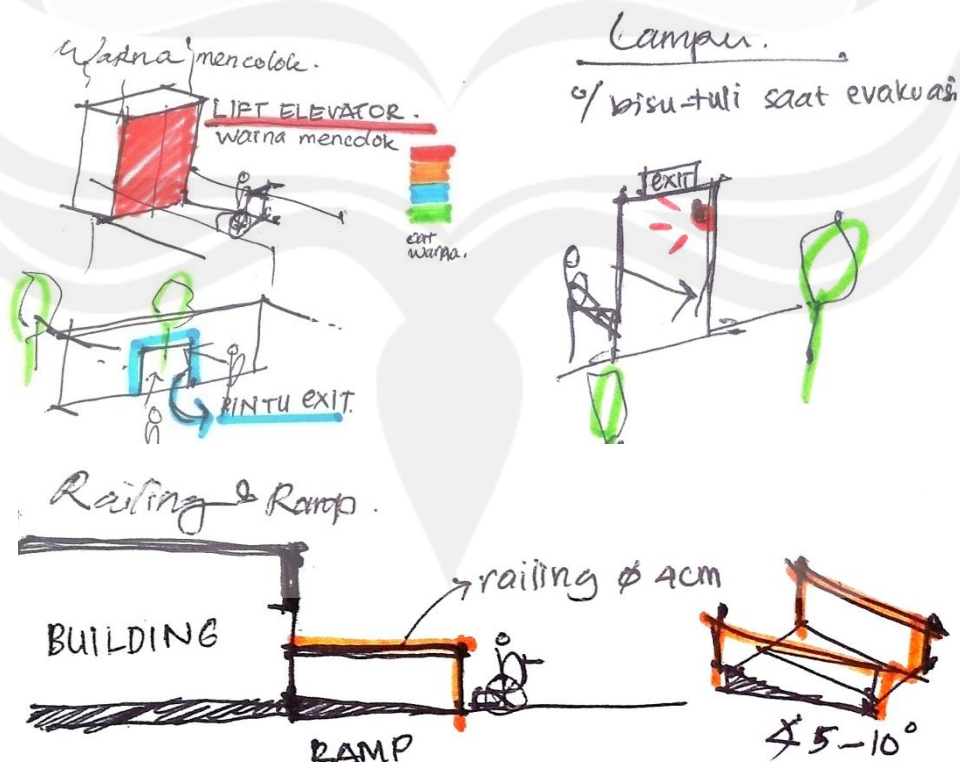 Warna mencolok.
LIFT ELEVATOR.
warna mencolok
cat
warna.
PINTU EXIT.
Lampu.
u/ bisu-tuli saat evakuasi
EXIT
Railing & Ramp.
BUILDING
railing ø 4cm
RAMP
∡ 5-10°